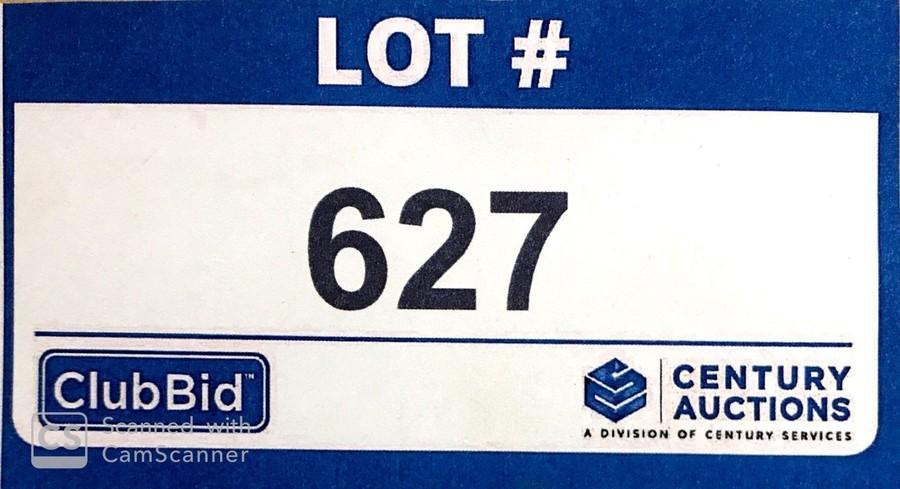 LOT #
627
ClubBid™
CENTURY
AUCTIONS
A DIVISION OF CENTURY SERVICES
CS
Scanned with
CamScanner